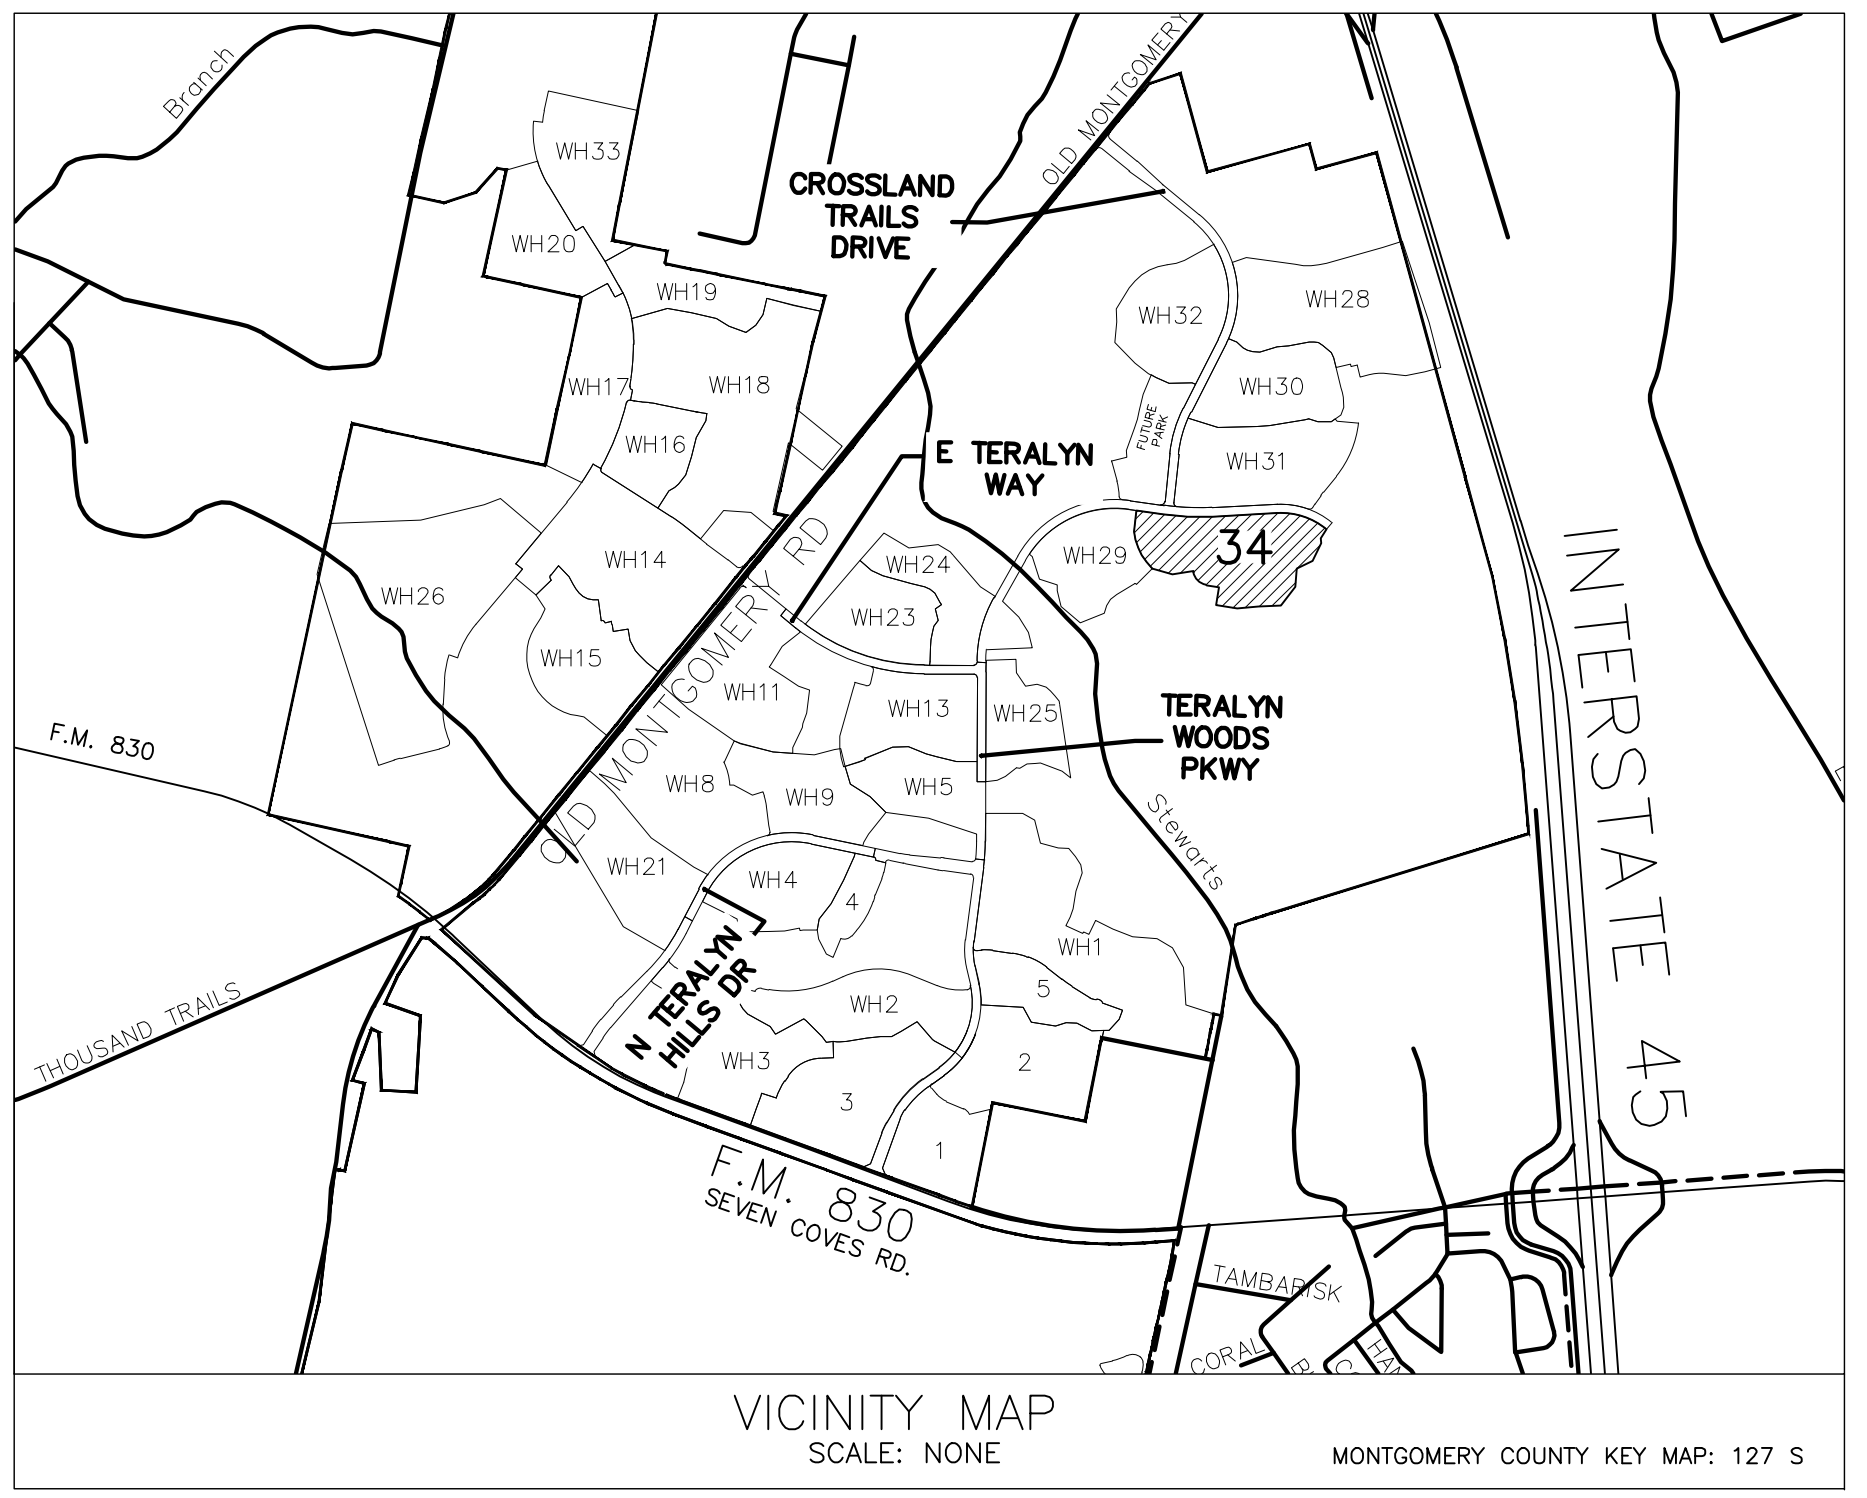 Branch
OLD MONTGOMERY
WH33
CROSSLAND
TRAILS
DRIVE
WH20
WH19
WH32
WH28
WH17
WH18
WH30
FUTURE
PARK
WH16
E TERALYN
WAY
WH31
OLD MONTGOMERY RD
WH14
WH24
WH29
34
WH26
WH23
INTERSTATE 45
WH15
WH11
WH13
WH25
TERALYN
WOODS
PKWY
F.M. 830
WH8
WH9
WH5
Stewarts
WH21
WH4
4
WH1
N TERALYN
HILLS DR
5
WH2
THOUSAND TRAILS
WH3
2
3
1
F.M. 830
SEVEN COVES RD.
TAMBARISK
CORAL
VICINITY MAP
SCALE: NONE
MONTGOMERY COUNTY KEY MAP: 127 S